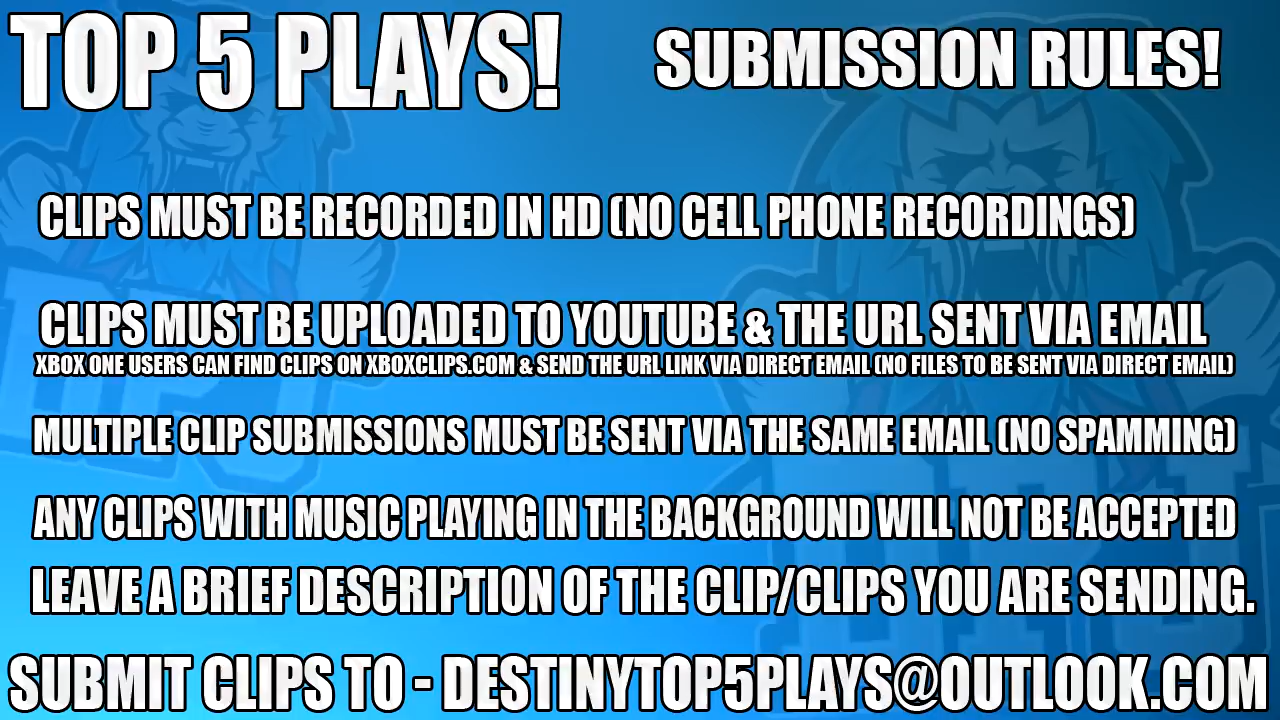 TOP 5 PLAYS!
SUBMISSION RULES!
CLIPS MUST BE RECORDED IN HD (NO CELL PHONE RECORDINGS)
CLIPS MUST BE UPLOADED TO YOUTUBE & THE URL SENT VIA EMAIL
XBOX ONE USERS CAN FIND CLIPS ON XBOXCLIPS.COM & SEND THE URL LINK VIA DIRECT EMAIL (NO FILES TO BE SENT VIA DIRECT EMAIL)
MULTIPLE CLIP SUBMISSIONS MUST BE SENT VIA THE SAME EMAIL (NO SPAMMING)
ANY CLIPS WITH MUSIC PLAYING IN THE BACKGROUND WILL NOT BE ACCEPTED
LEAVE A BRIEF DESCRIPTION OF THE CLIP/CLIPS YOU ARE SENDING.
SUBMIT CLIPS TO - DESTINYTOP5PLAYS@OUTLOOK.COM